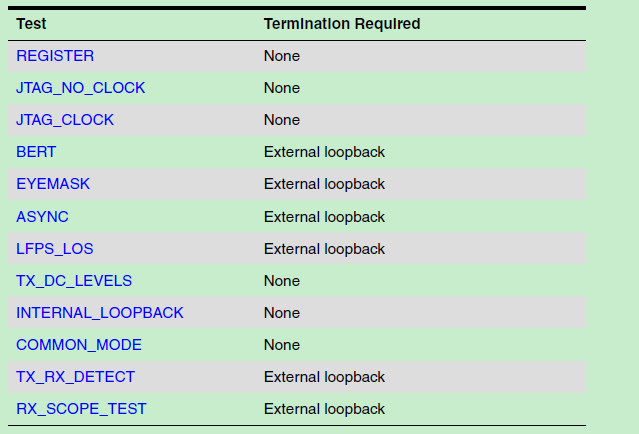 Test Termination Required
REGISTER None
JTAG_NO_CLOCK None
JTAG_CLOCK None
BERT External loopback
EYEMASK External loopback
ASYNC External loopback
LFPS_LOS External loopback
TX_DC_LEVELS None
INTERNAL_LOOPBACK None
COMMON_MODE None
TX_RX_DETECT External loopback
RX_SCOPE_TEST External loopback